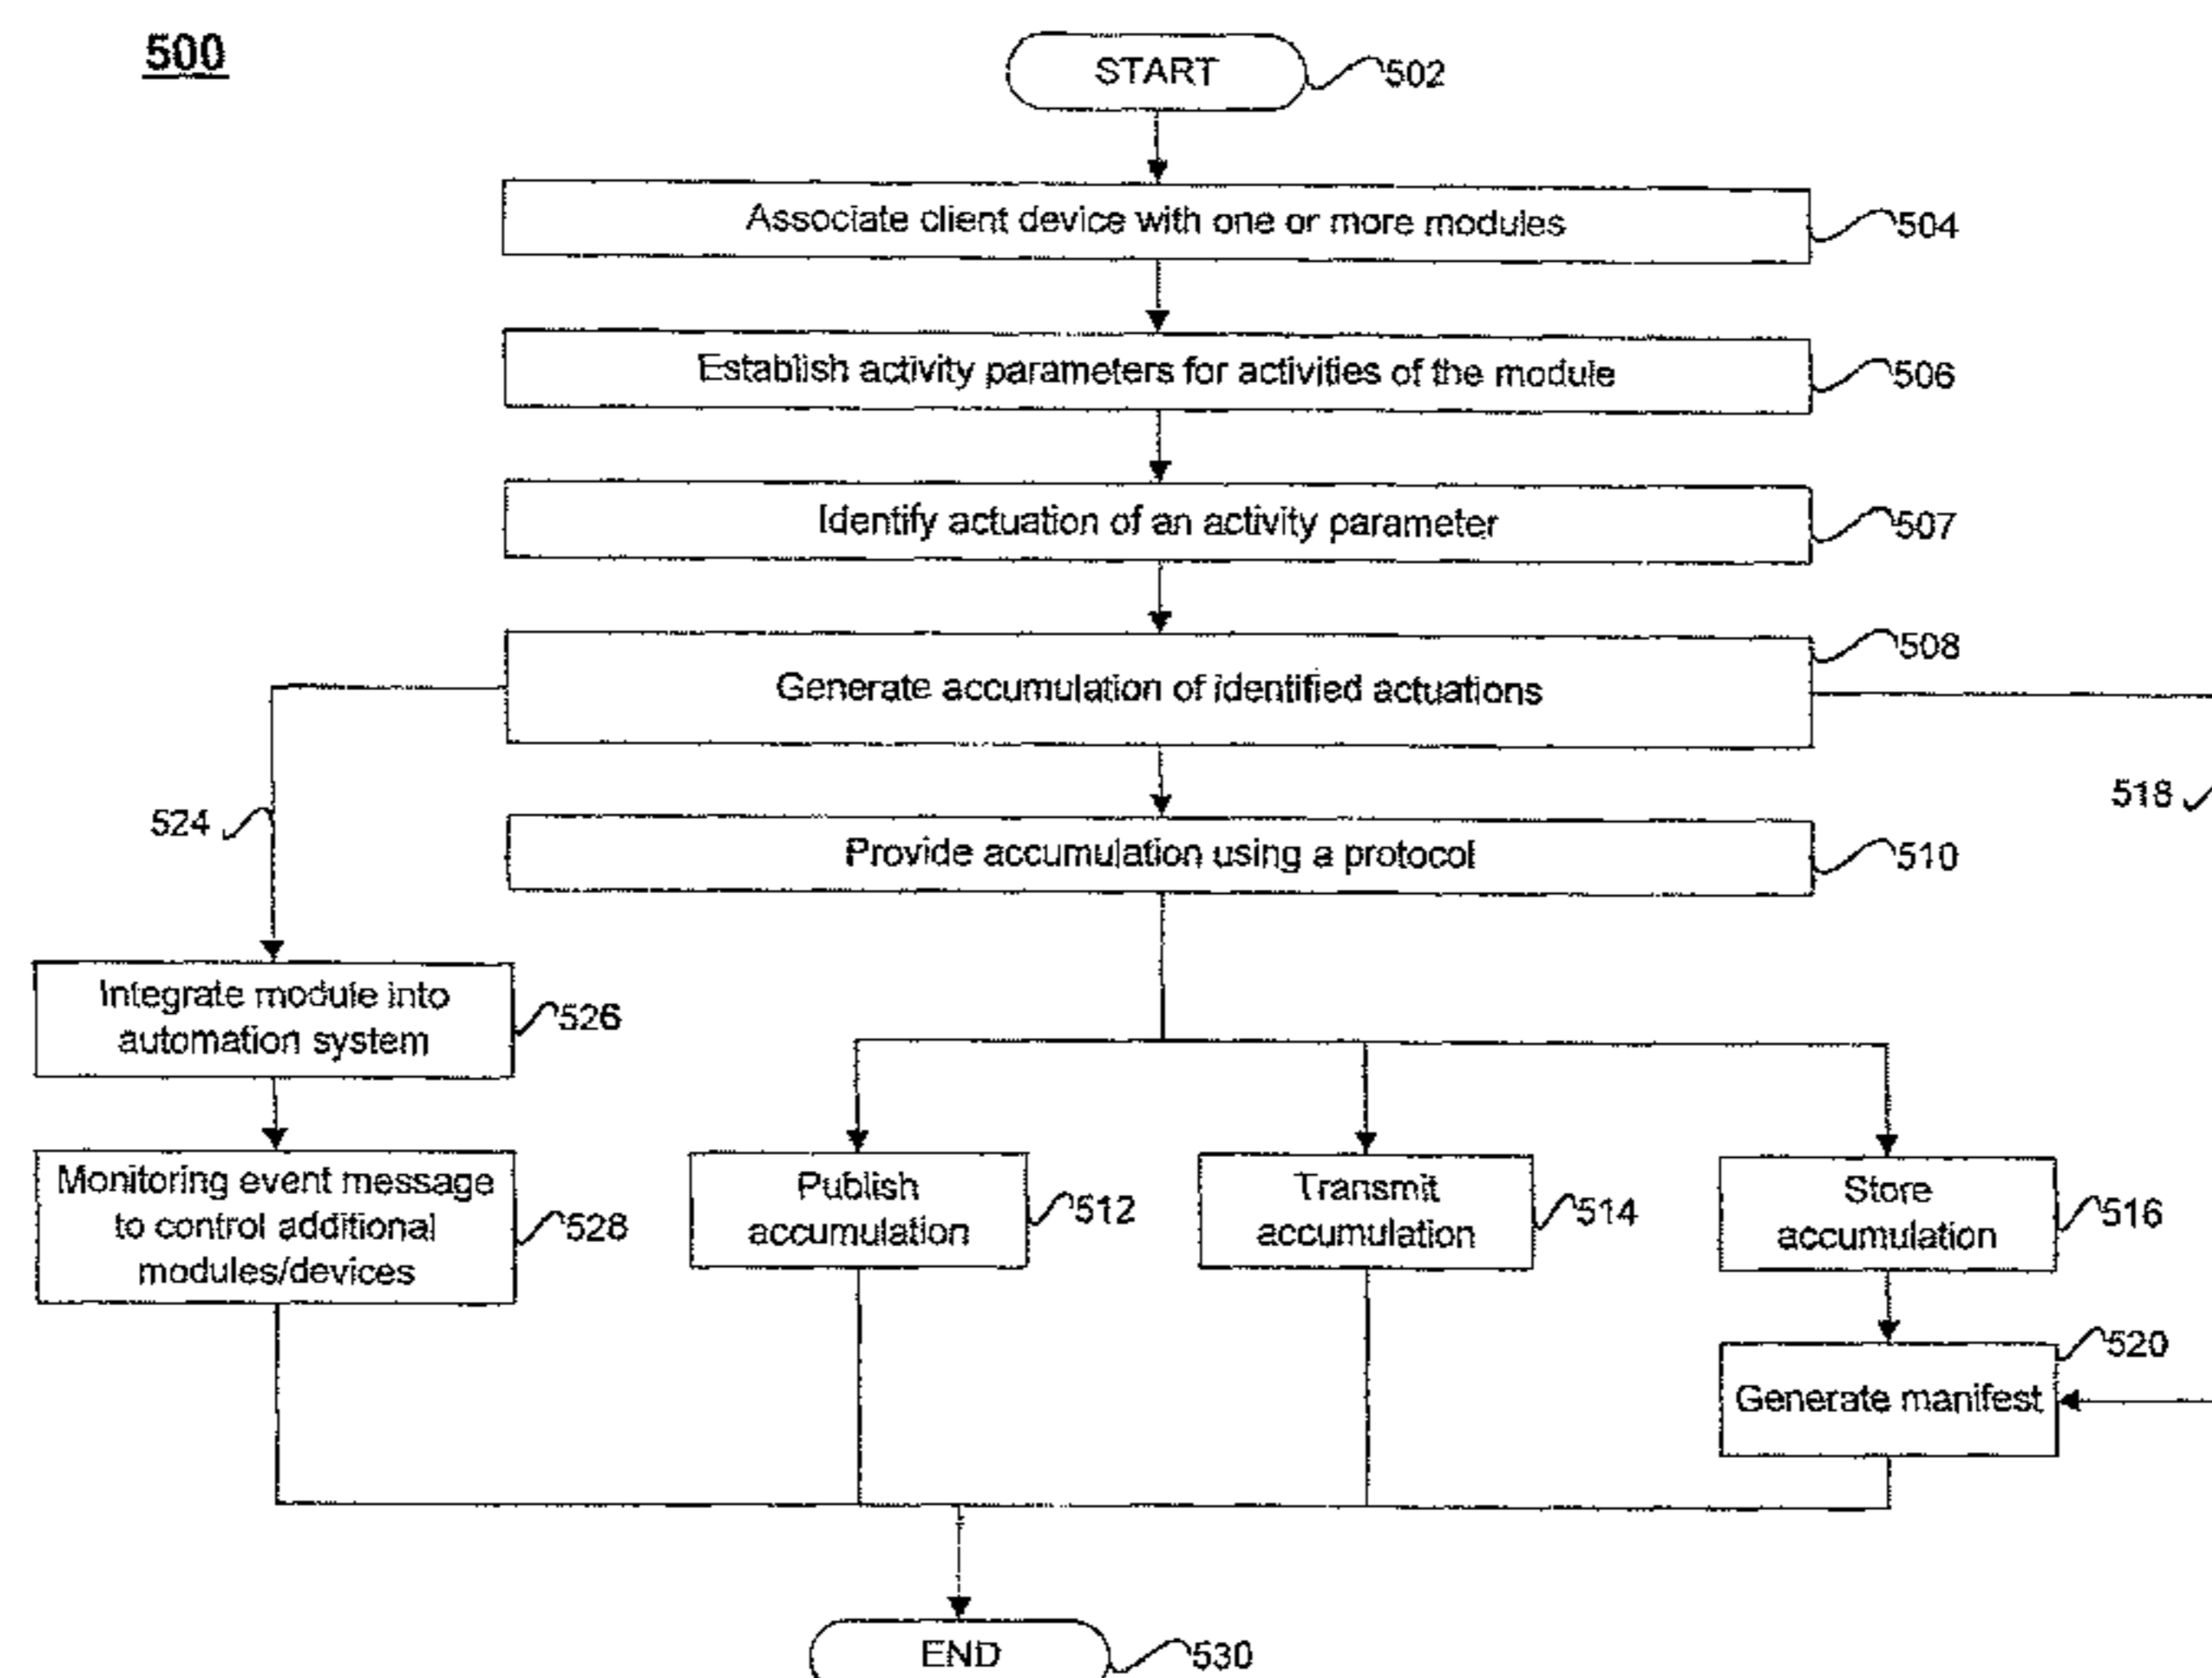 500
START
502
Associate client device with one or more modules
504
Establish activity parameters for activities of the module
506
Identify actuation of an activity parameter
507
Generate accumulation of identified actuations
508
524
518
Provide accumulation using a protocol
510
Integrate module into
automation system
526
Monitoring event message
to control additional
modules/devices
528
Publish
accumulation
512
Transmit
accumulation
514
Store
accumulation
516
Generate manifest
520
END
530